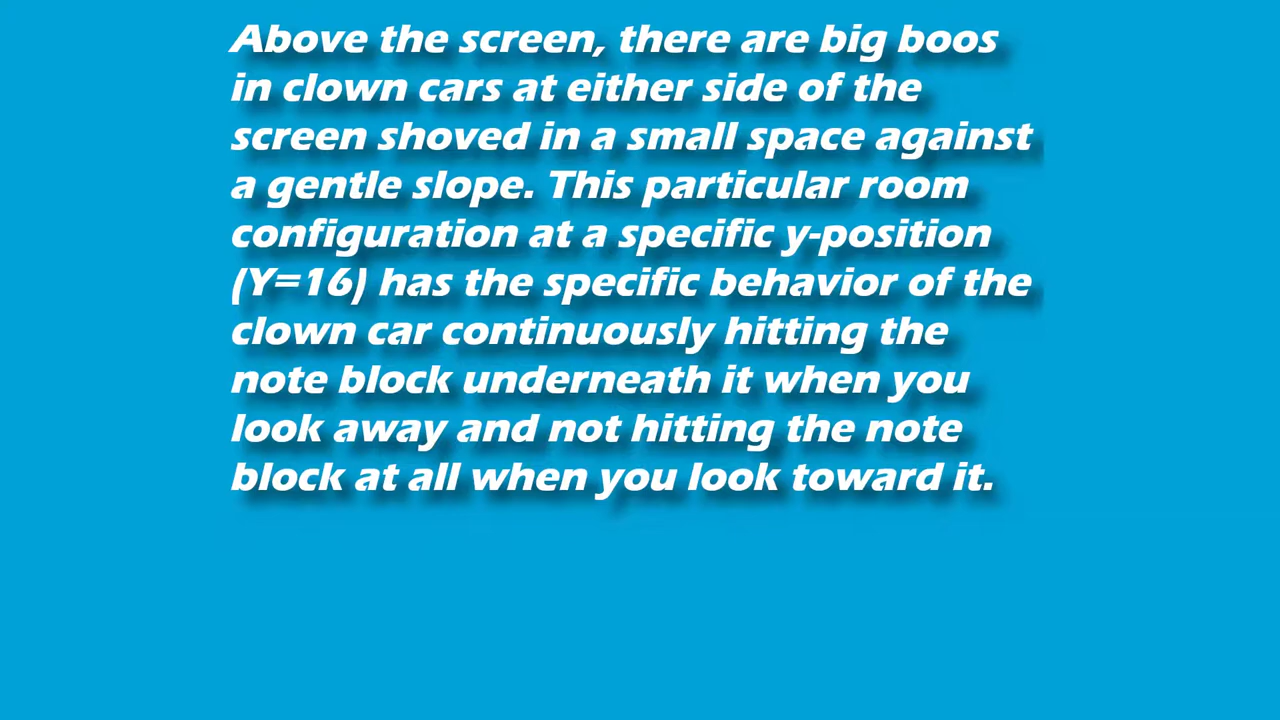 Above the screen, there are big boos
in clown cars at either side of the
screen shoved in a small space against
a gentle slope. This particular room
configuration at a specific y-position
(Y=16) has the specific behavior of the
clown car continuously hitting the
note block underneath it when you
look away and not hitting the note
block at all when you look toward it.